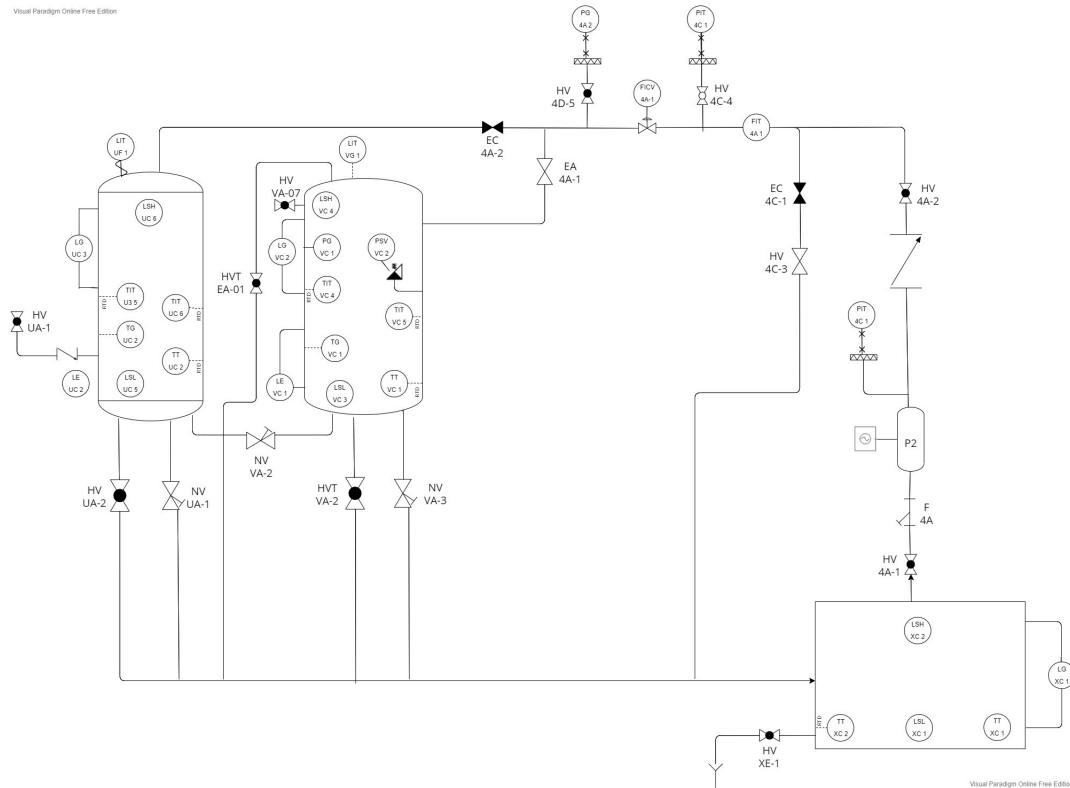 Visual Paradigm Online Free Edition
PG
4A 2
PIT
4C 1
HV
4D-5
FICV
4A-1
HV
4C-4
FIT
4A 1
EC
4A-2
LIT
UF 1
LIT
VG 1
EA
4A-1
HV
VA-07
LSH
VC 4
EC
4C-1
HV
4A-2
LSH
UC 6
LG
UC 3
LG
VC 2
PG
VC 1
PSV
VC 2
HV
4C-3
HVT
EA-01
TIT
U3 5
RTD
TIT
UC 6
RTD
TIT
VC 4
RTD
TIT
VC 5
RTD
PIT
4C 1
HV
UA-1
TG
UC 2
TG
VC 1
TT
UC 2
RTD
LE
UC 2
LSL
UC 5
LE
VC 1
LSL
VC 3
TT
VC 1
RTD
P2
NV
VA-2
HV
UA-2
NV
UA-1
HVT
VA-2
NV
VA-3
F
4A
HV
4A-1
LSH
XC 2
LG
XC 1
RTD
TT
XC 2
LSL
XC 1
TT
XC 1
HV
XE-1
Visual Paradigm Online Free Editio